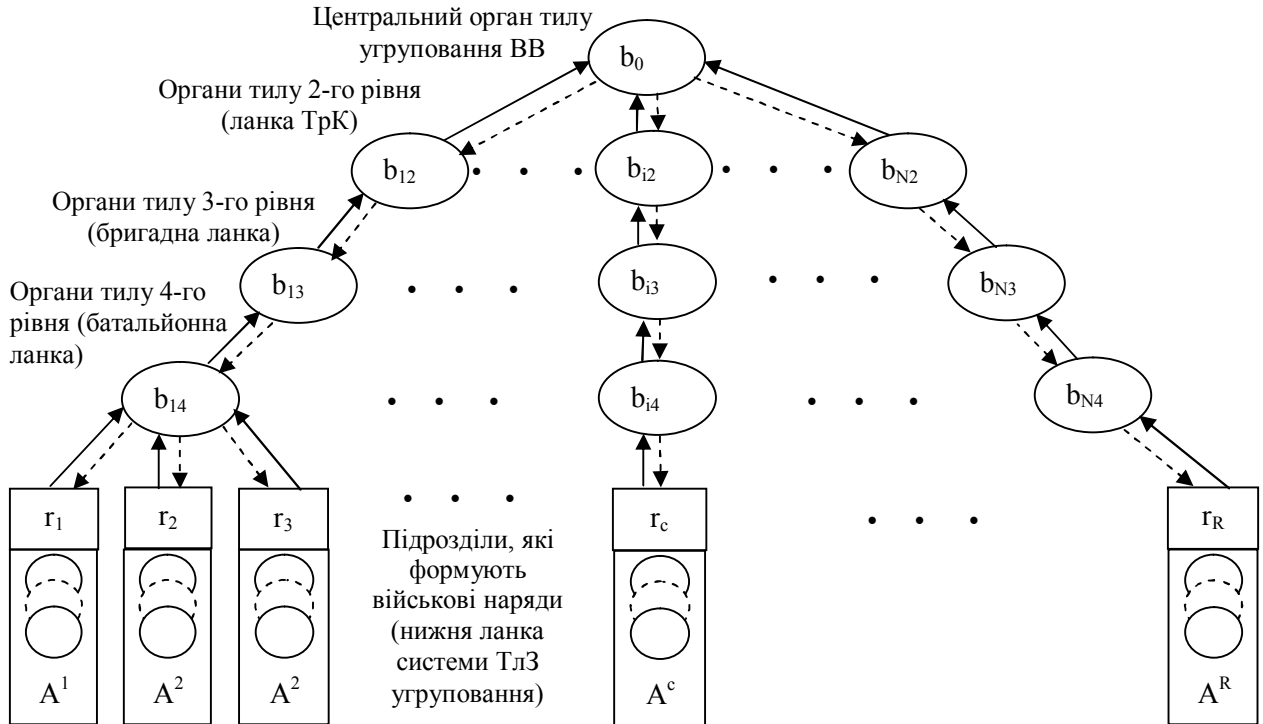 Центральний орган тилу
угруповання ВВ
b0
Органи тилу 2-го рівня
(ланка ТрК)
b12
bi2
bN2
Органи тилу 3-го рівня
(бригадна ланка)
b13
bi3
bN3
Органи тилу 4-го
рівня (батальйонна
ланка)
b14
bi4
bN4
r1
r2
r3
rc
rR
Підрозділи, які
формують
військові наряди
(нижня ланка
системи ТлЗ
угруповання)
A1
A2
A2
Ac
AR